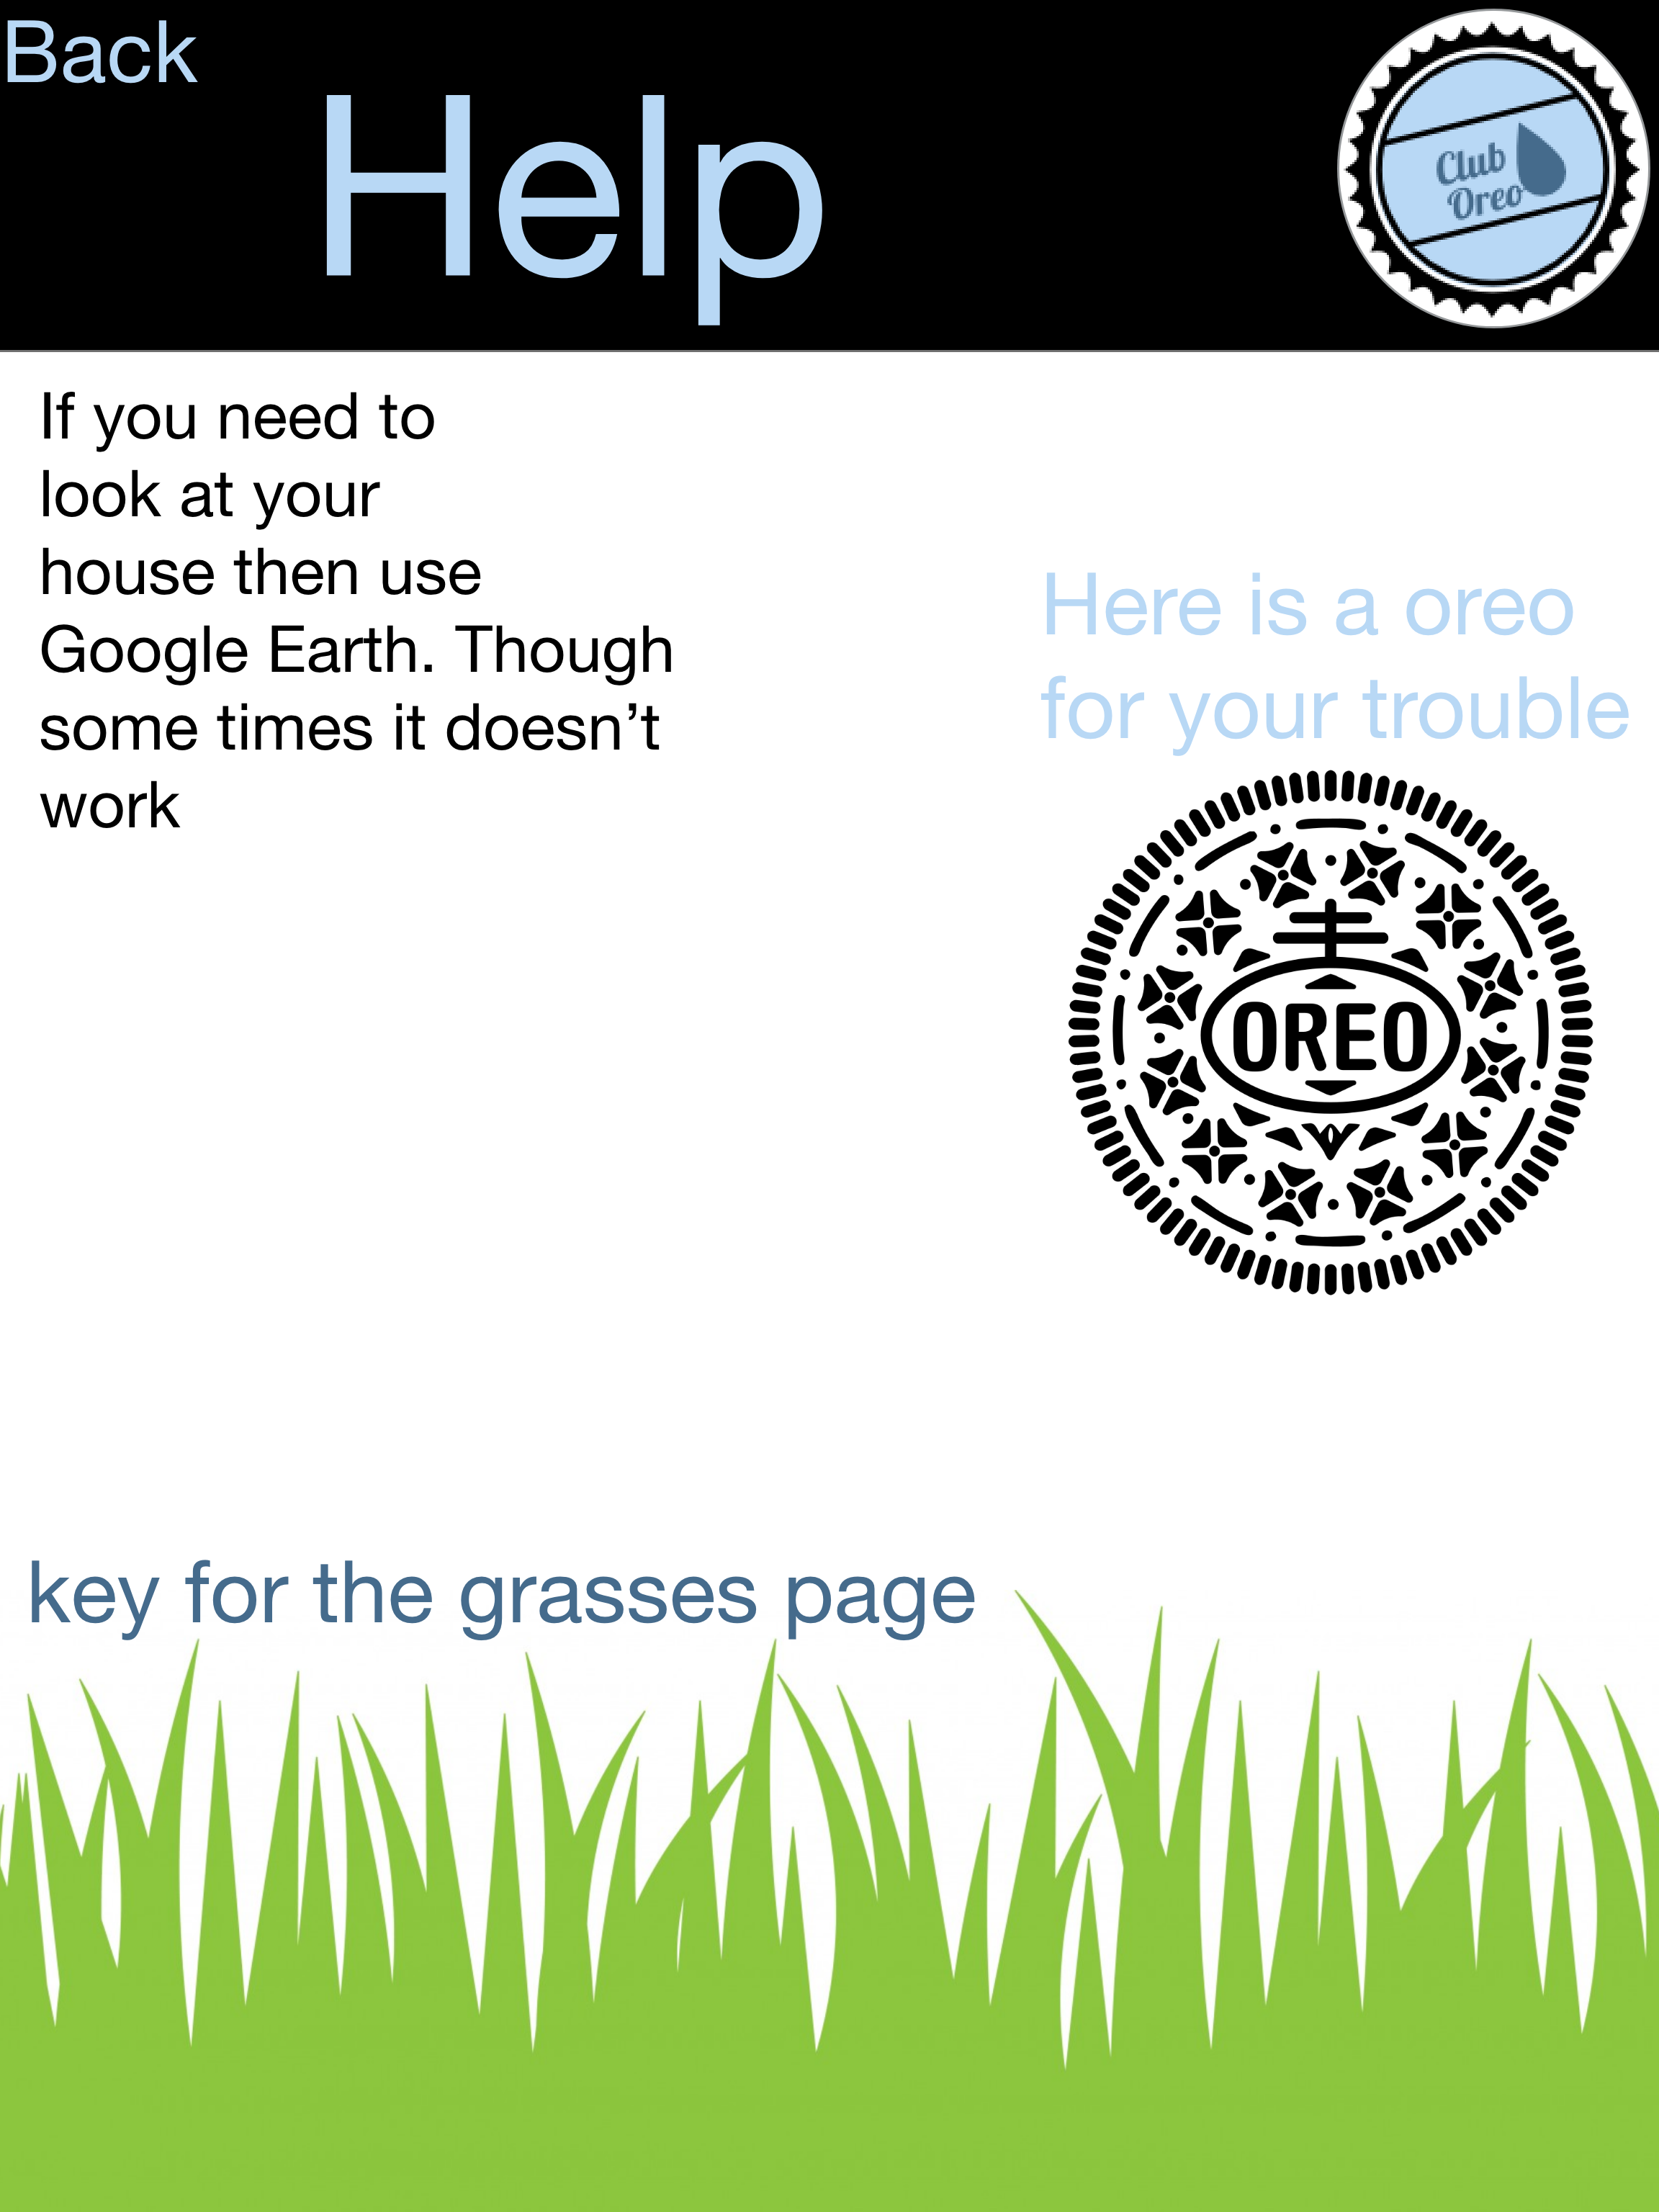 Back
Help
Club
Oreo
If you need to
look at your
house then use
Google Earth. Though
some times it doesn’t
work
Here is a oreo
for your trouble
OREO
key for the grasses page